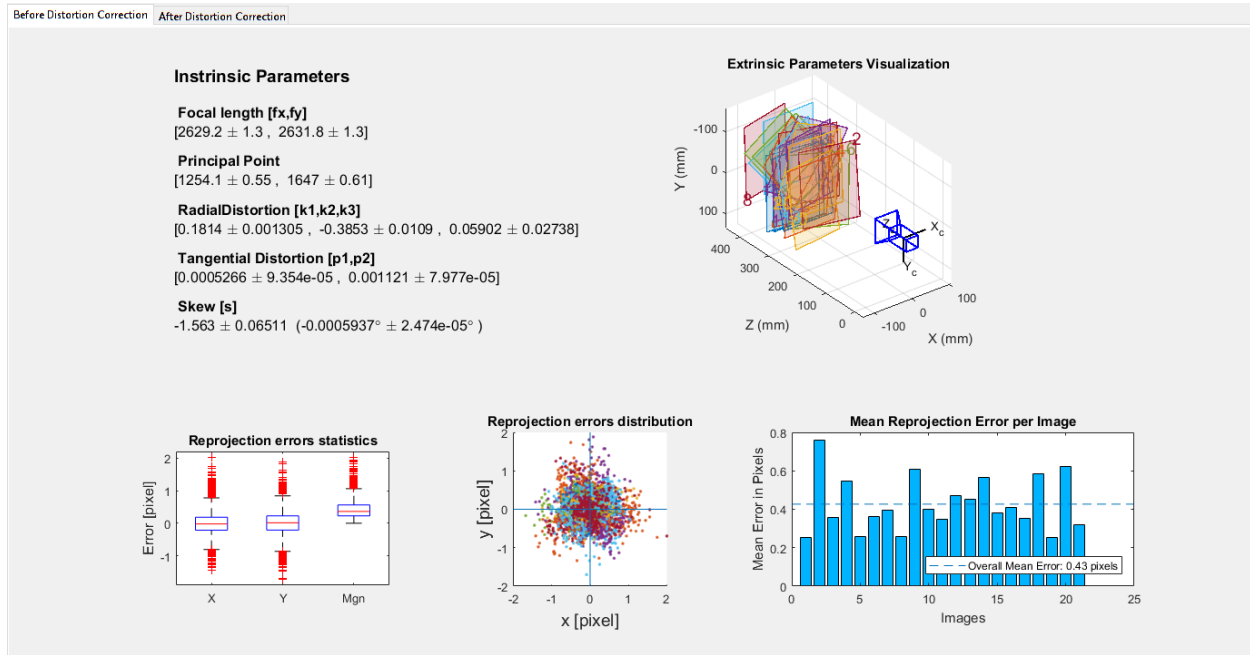 Before Distortion Correction
After Distortion Correction
Instrinsic Parameters
Focal length [fx,fy]
[2629.2 ± 1.3 , 2631.8 ± 1.3]
Principal Point
[1254.1 ± 0.55 , 1647 ± 0.61]
RadialDistortion [k1,k2,k3]
[0.1814 ± 0.001305 , -0.3853 ± 0.0109 , 0.05902 ± 0.02738]
Tangential Distortion [p1,p2]
[0.0005266 ± 9.354e-05 , 0.001121 ± 7.977e-05]
Skew [s]
-1.563 ± 0.06511 (-0.0005937° ± 2.474e-05° )
Extrinsic Parameters Visualization
-100
0
100
Y (mm)
2
6
8
Z
Xc
Yc
400
300
200
100
0
Z (mm)
-100
0
100
X (mm)
Reprojection errors statistics
2
1
0
-1
Error [pixel]
X Y Mgn
Reprojection errors distribution
2
1
0
-1
-2
y [pixel]
-2 -1 0 1 2
x [pixel]
Mean Reprojection Error per Image
0.8
0.6
0.4
0.2
0
Mean Error in Pixels
Overall Mean Error: 0.43 pixels
0 5 10 15 20 25
Images